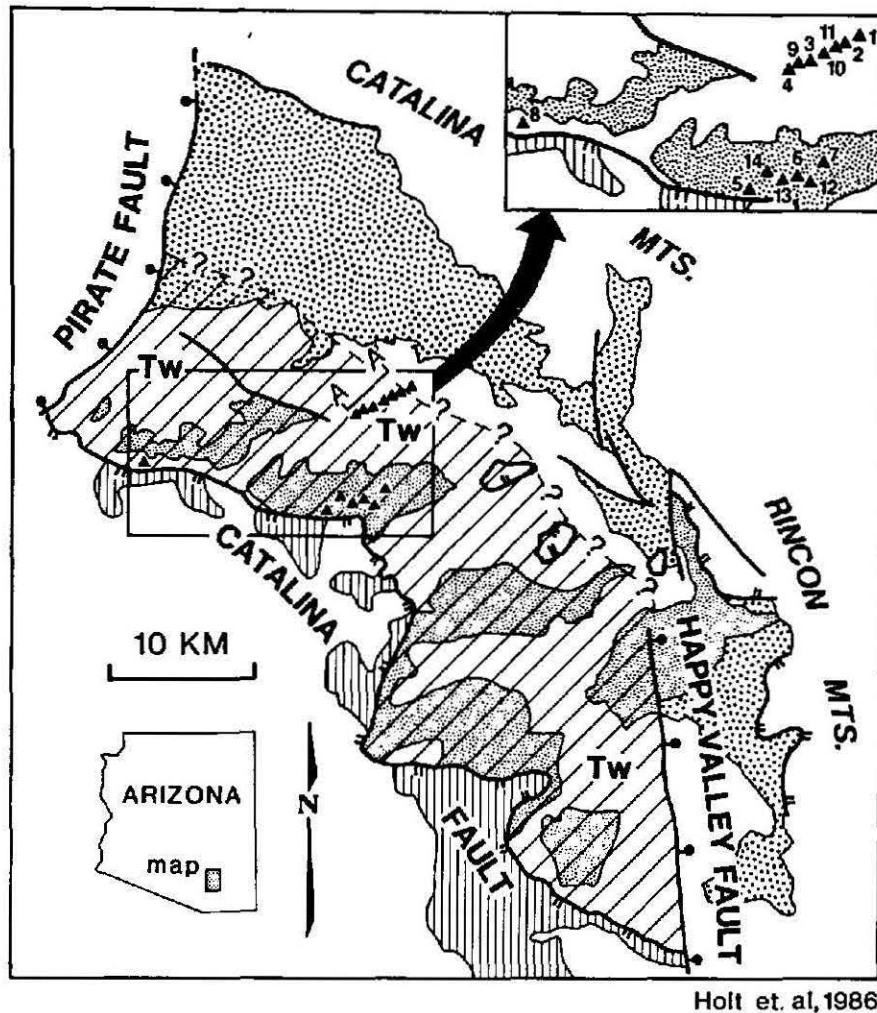 CATALINA
MTS.
PIRATE FAULT
11 1
9 3 2
10
4
8
14 6 7
5 13 12
?
?
?
A
A
Tw
Tw
?
?
?
?
CATALINA
FAULT
RINCON
MTS.
HAPPY VALLEY FAULT
Tw
10 KM
ARIZONA
map
N
Holt et. al, 1986